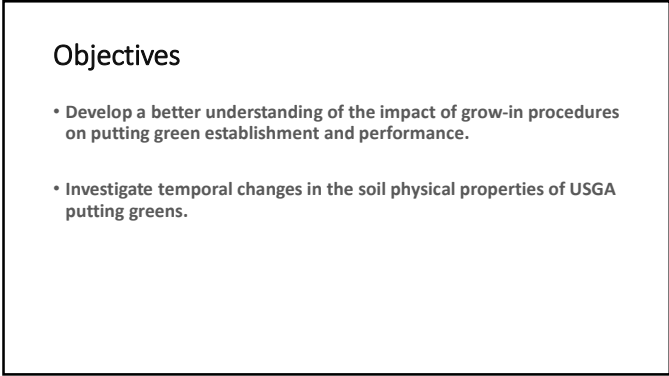 Objectives
• Develop a better understanding of the impact of grow-in procedures
on putting green establishment and performance.
• Investigate temporal changes in the soil physical properties of USGA
putting greens.